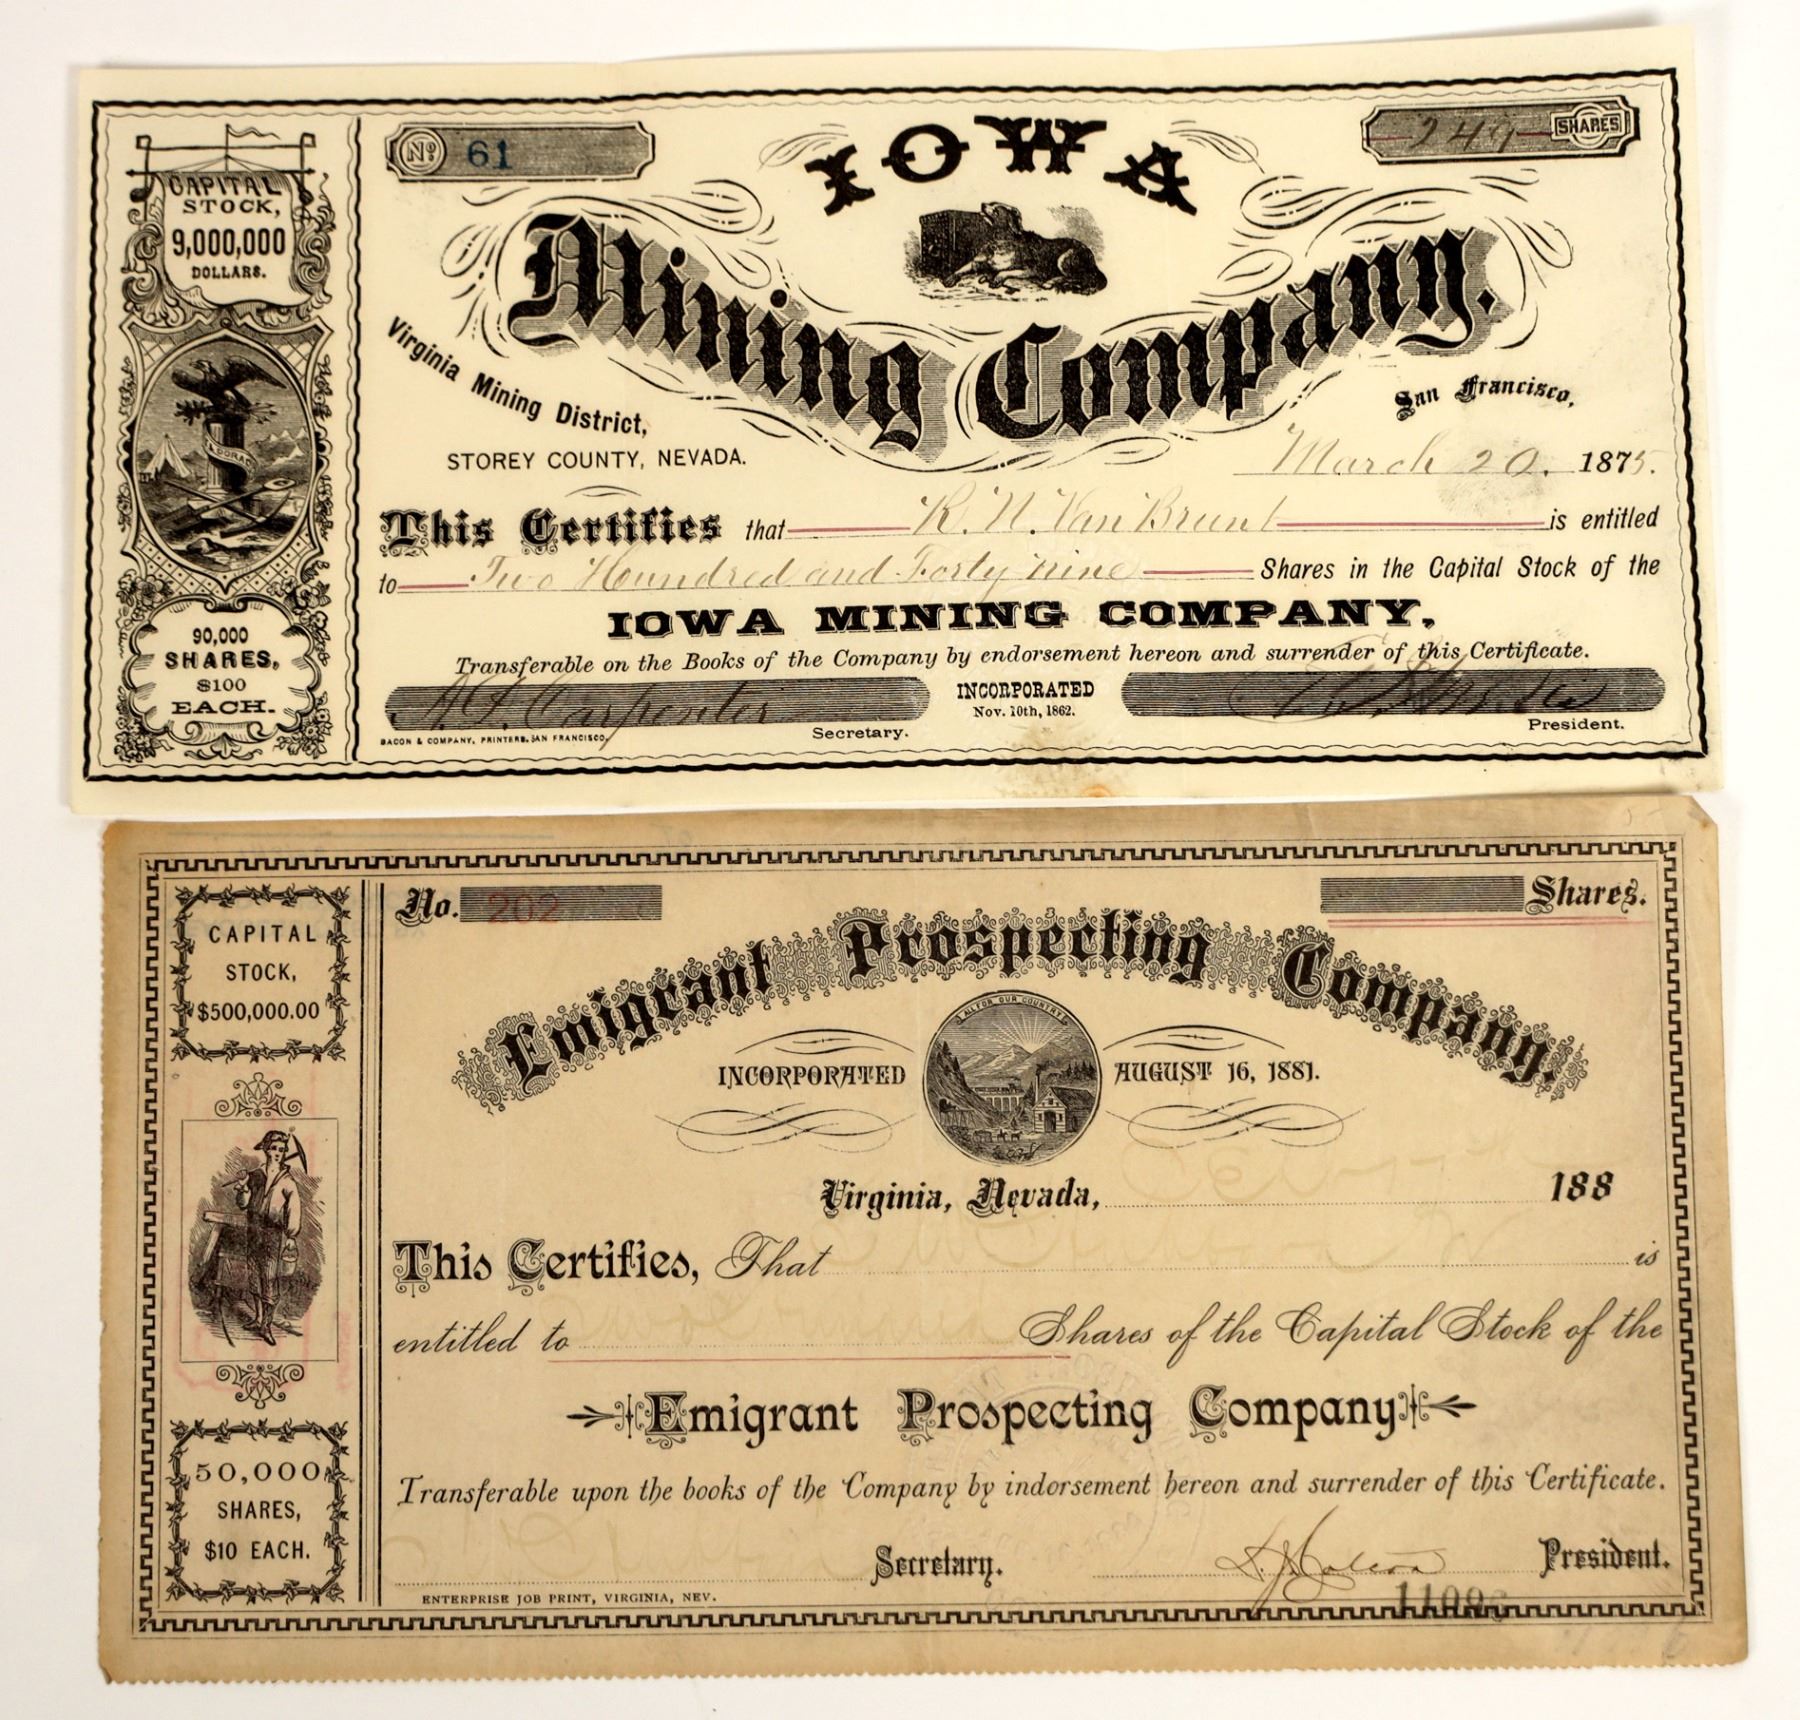 CAPITAL
STOCK,
9,000,000
DOLLARS.
90,000
SHARES,
$100
EACH.
No 61
249 SHARES
IOWA
Mining Company.
Virginia Mining District,
STOREY COUNTY, NEVADA.
San Francisco,
March 20. 1875.
This Certifies that R. N. Van Brunt is entitled
to Two Houndred and Forty nine Shares in the Capital Stock of the
IOWA MINING COMPANY,
Transferable on the Books of the Company by endorsement hereon and surrender of this Certificate.
A. F. Carpenter
Secretary.
INCORPORATED
Nov. 10th, 1862.
President.
BACON & COMPANY, PRINTERS, SAN FRANCISCO.
CAPITAL
STOCK,
$500,000.00
50,000
SHARES,
$10 EACH.
No. 202
Shares.
Emigrant Prospecting Company.
ALL FOR OUR COUNTRY
INCORPORATED AUGUST 16, 1881.
Virginia, Nevada, 188
This Certifies, That is
entitled to Shares of the Capital Stock of the
Emigrant Prospecting Company
Transferable upon the books of the Company by indorsement hereon and surrender of this Certificate.
Secretary.
President.
ENTERPRISE JOB PRINT, VIRGINIA, NEV.